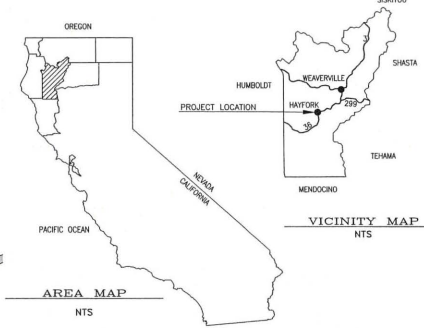 OREGON
NEVADA
CALIFORNIA
PACIFIC OCEAN
AREA MAP
NTS
SISKIYOU
SHASTA
WEAVERVILLE
HUMBOLDT
PROJECT LOCATION
HAYFORK
299
36
TEHAMA
MENDOCINO
VICINITY MAP
NTS